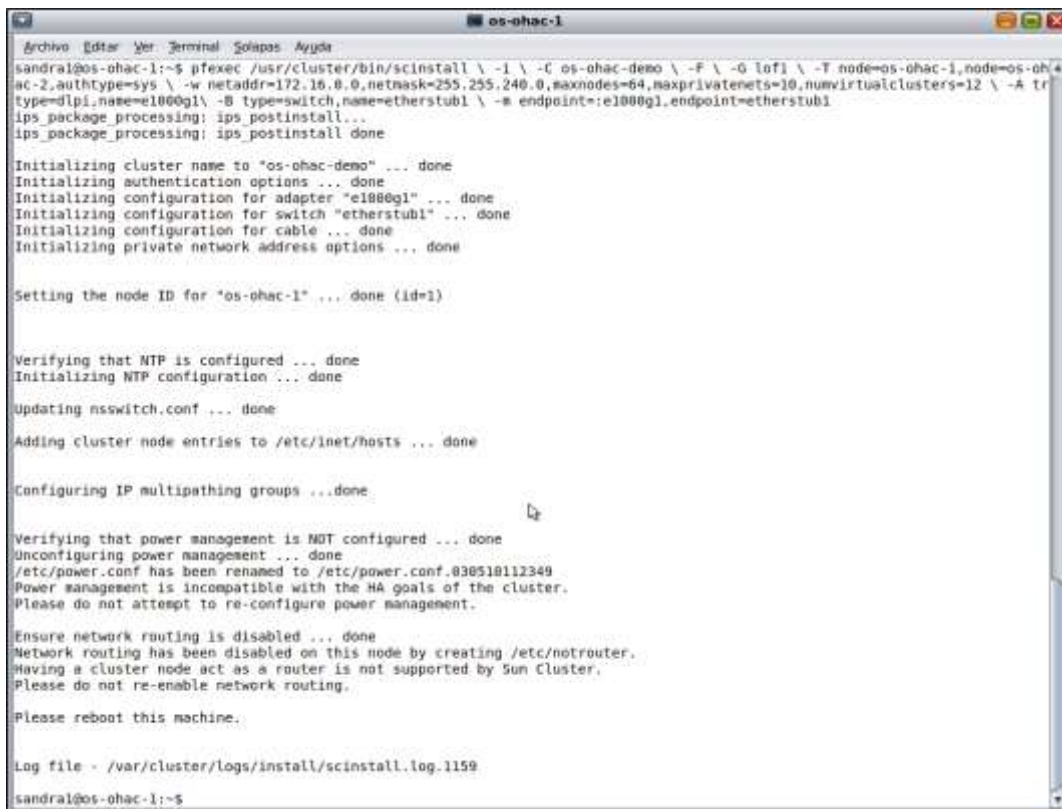 os-ohac-1
Archivo Editar Ver Terminal Solapas Ayuda
sandra1@os-ohac-1:~$ pfexec /usr/cluster/bin/scinstall \ -i \ -C os-ohac-demo \ -F \ -G lofi \ -T node=os-ohac-1,node=os-oh
ac-2,authtype=sys \ -w netaddr=172.16.0.0,netmask=255.255.240.0,maxnodes=64,maxprivatenets=10,numvirtualclusters=12 \ -A tr
type=dlpi,name=e1000g1\ -B type=switch,name=etherstub1 \ -m endpoint=:e1000g1,endpoint=etherstub1
ips_package_processing: ips_postinstall...
ips_package_processing: ips_postinstall done
Initializing cluster name to "os-ohac-demo" ... done
Initializing authentication options ... done
Initializing configuration for adapter "e1000g1" ... done
Initializing configuration for switch "etherstub1" ... done
Initializing configuration for cable ... done
Initializing private network address options ... done
Setting the node ID for "os-ohac-1" ... done (id=1)
Verifying that NTP is configured ... done
Initializing NTP configuration ... done
Updating nsswitch.conf ... done
Adding cluster node entries to /etc/inet/hosts ... done
Configuring IP multipathing groups ...done
Verifying that power management is NOT configured ... done
Unconfiguring power management ... done
/etc/power.conf has been renamed to /etc/power.conf.030510112349
Power management is incompatible with the HA goals of the cluster.
Please do not attempt to re-configure power management.
Ensure network routing is disabled ... done
Network routing has been disabled on this node by creating /etc/notrouter.
Having a cluster node act as a router is not supported by Sun Cluster.
Please do not re-enable network routing.
Please reboot this machine.
Log file - /var/cluster/logs/install/scinstall.log.1159
sandra1@os-ohac-1:~$